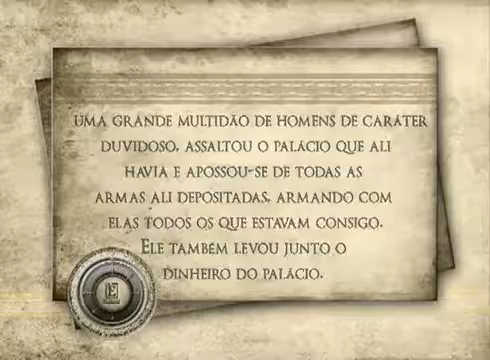 UMA GRANDE MULTIDÃO DE HOMENS DE CARÁTER
DUVIDOSO, ASSALTOU O PALÁCIO QUE ALI
HAVIA E APOSSOU-SE DE TODAS AS
ARMAS ALI DEPOSITADAS, ARMANDO COM
ELAS TODOS OS QUE ESTAVAM CONSIGO.
ELE TAMBÉM LEVOU JUNTO O
DINHEIRO DO PALÁCIO.